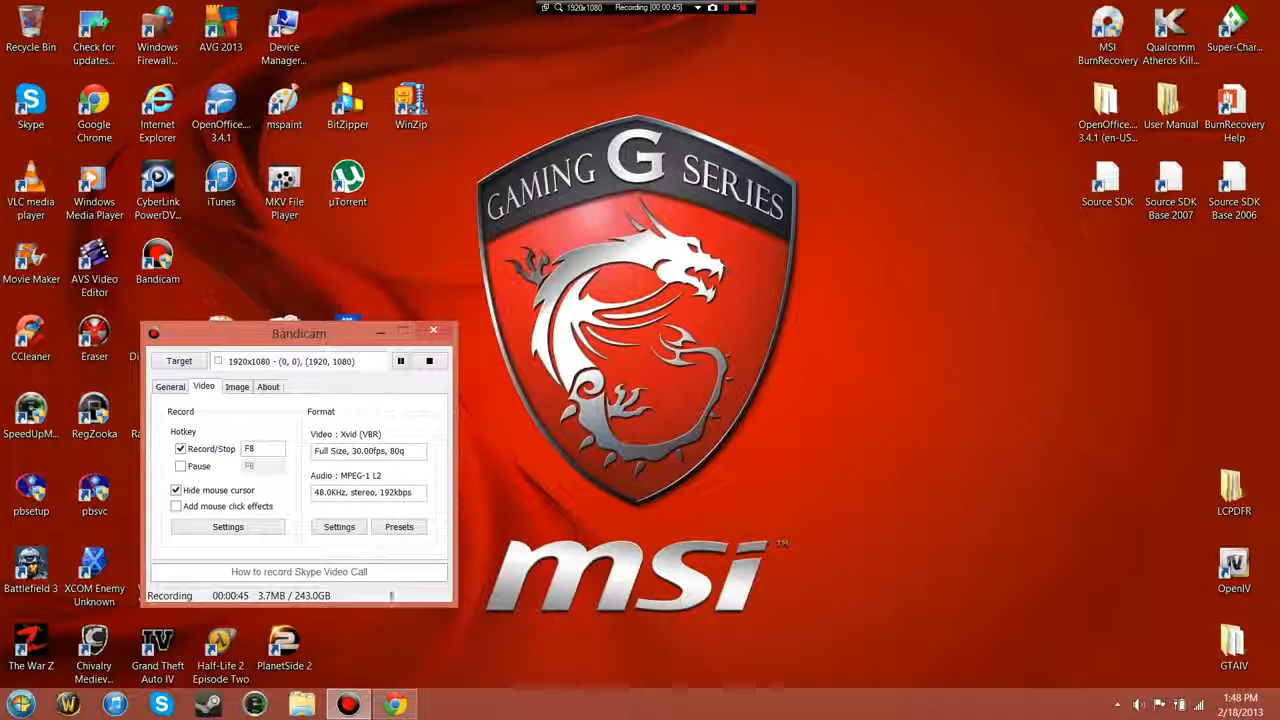 1920x1080 Recording [00:00:45]
Recycle Bin
Check for
updates...
Windows
Firewall...
AVG 2013
Device
Manager...
MSI
BurnRecovery
Qualcomm
Atheros Kill...
Super-Char...
Skype
Google
Chrome
Internet
Explorer
OpenOffice....
3.4.1
mspaint
BitZipper
WinZip
OpenOffice....
3.4.1 (en-US...
User Manual
BurnRecovery
Help
VLC media
player
Windows
Media Player
CyberLink
PowerDV...
iTunes
MKV File
Player
µTorrent
Source SDK
Source SDK
Base 2007
Source SDK
Base 2006
GAMING G SERIES
Movie Maker
AVS Video
Editor
Bandicam
CCleaner
Eraser
Bandicam
Target
1920x1080 - (0, 0), (1920, 1080)
General Video Image About
Record
Hotkey
Record/Stop F8
Pause F8
Hide mouse cursor
Add mouse click effects
Settings
Format
Video : Xvid (VBR)
Full Size, 30.00fps, 80q
Audio : MPEG-1 L2
48.0KHz, stereo, 192kbps
Settings Presets
How to record Skype Video Call
Recording 00:00:45 3.7MB / 243.0GB
SpeedUpM...
RegZooka
pbsetup
pbsvc
LCPDFR
msi™
Battlefield 3
XCOM Enemy
Unknown
OpenIV
The War Z
Chivalry
Mediev...
Grand Theft
Auto IV
Half-Life 2
Episode Two
PlanetSide 2
GTAIV
1:48 PM
2/18/2013